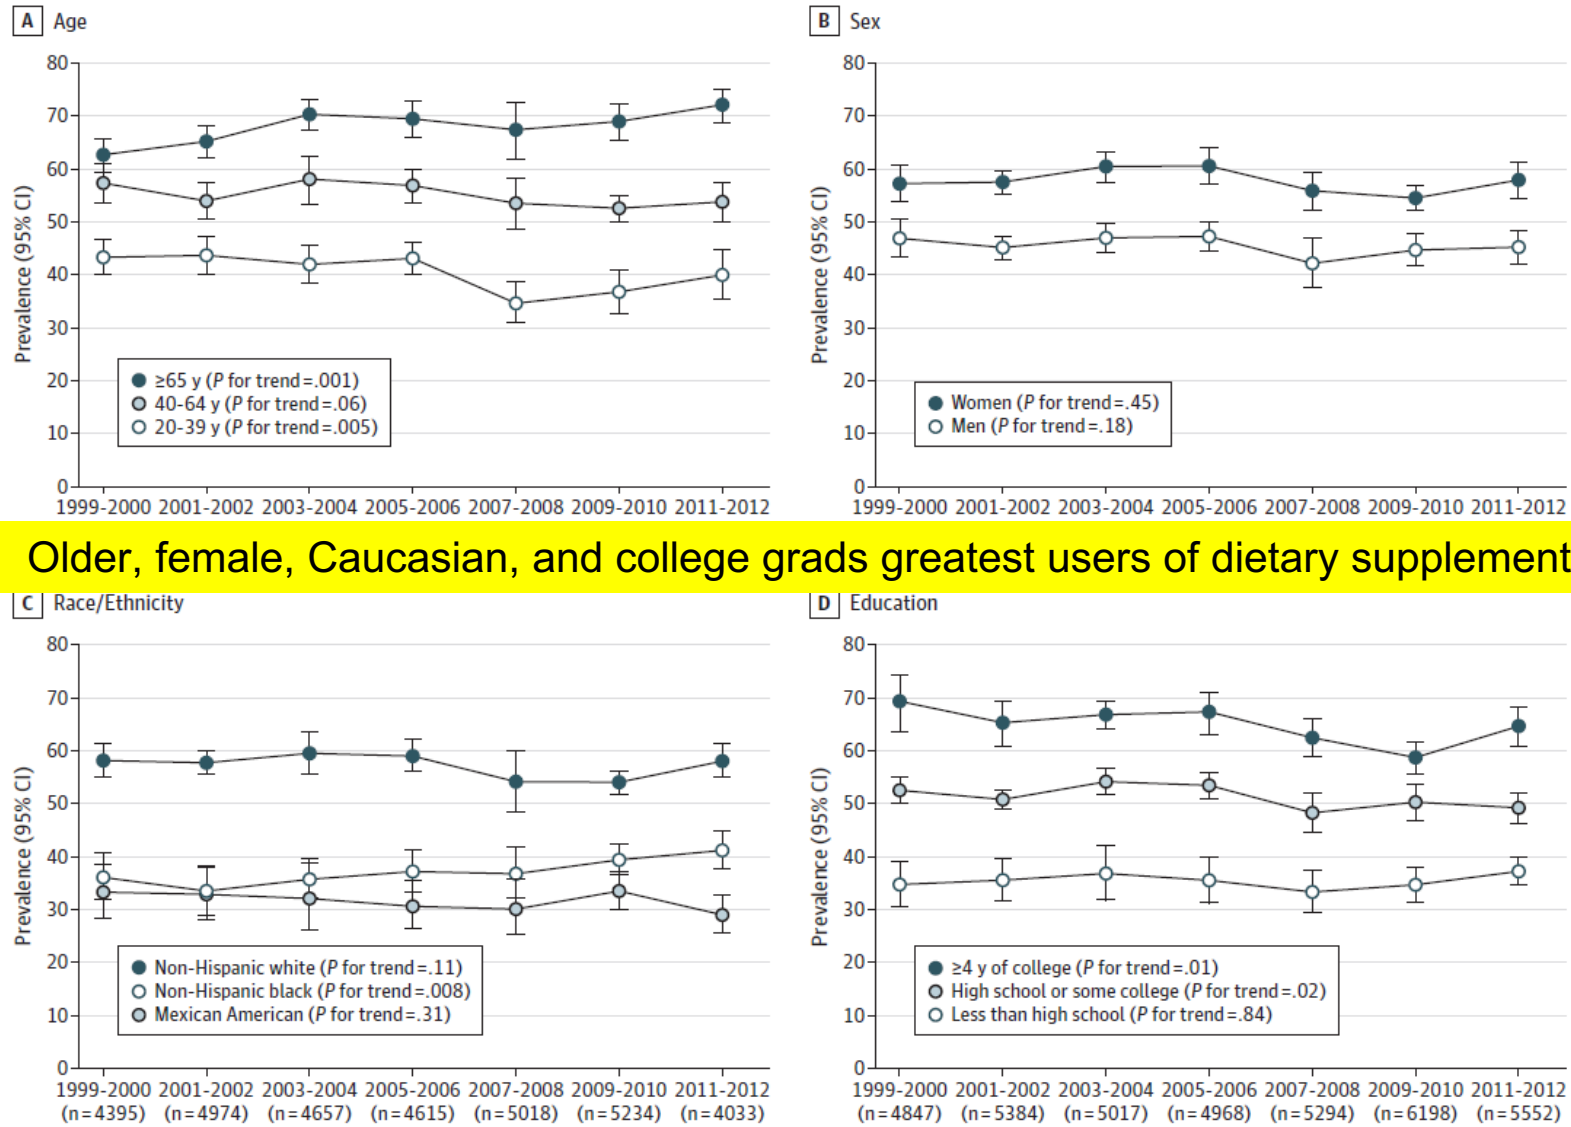 A Age
80
70
60
50
40
30
20
10
0
Prevalence (95% CI)
≥65 y (P for trend=.001)
40-64 y (P for trend=.06)
20-39 y (P for trend=.005)
1999-2000 2001-2002 2003-2004 2005-2006 2007-2008 2009-2010 2011-2012
B Sex
80
70
60
50
40
30
20
10
0
Prevalence (95% CI)
Women (P for trend=.45)
Men (P for trend=.18)
1999-2000 2001-2002 2003-2004 2005-2006 2007-2008 2009-2010 2011-2012
Older, female, Caucasian, and college grads greatest users of dietary supplement
C Race/Ethnicity
80
70
60
50
40
30
20
10
0
Prevalence (95% CI)
Non-Hispanic white (P for trend=.11)
Non-Hispanic black (P for trend=.008)
Mexican American (P for trend=.31)
1999-2000 2001-2002 2003-2004 2005-2006 2007-2008 2009-2010 2011-2012
(n=4395) (n=4974) (n=4657) (n=4615) (n=5018) (n=5234) (n=4033)
D Education
80
70
60
50
40
30
20
10
0
Prevalence (95% CI)
≥4 y of college (P for trend=.01)
High school or some college (P for trend=.02)
Less than high school (P for trend=.84)
1999-2000 2001-2002 2003-2004 2005-2006 2007-2008 2009-2010 2011-2012
(n=4847) (n=5384) (n=5017) (n=4968) (n=5294) (n=6198) (n=5552)